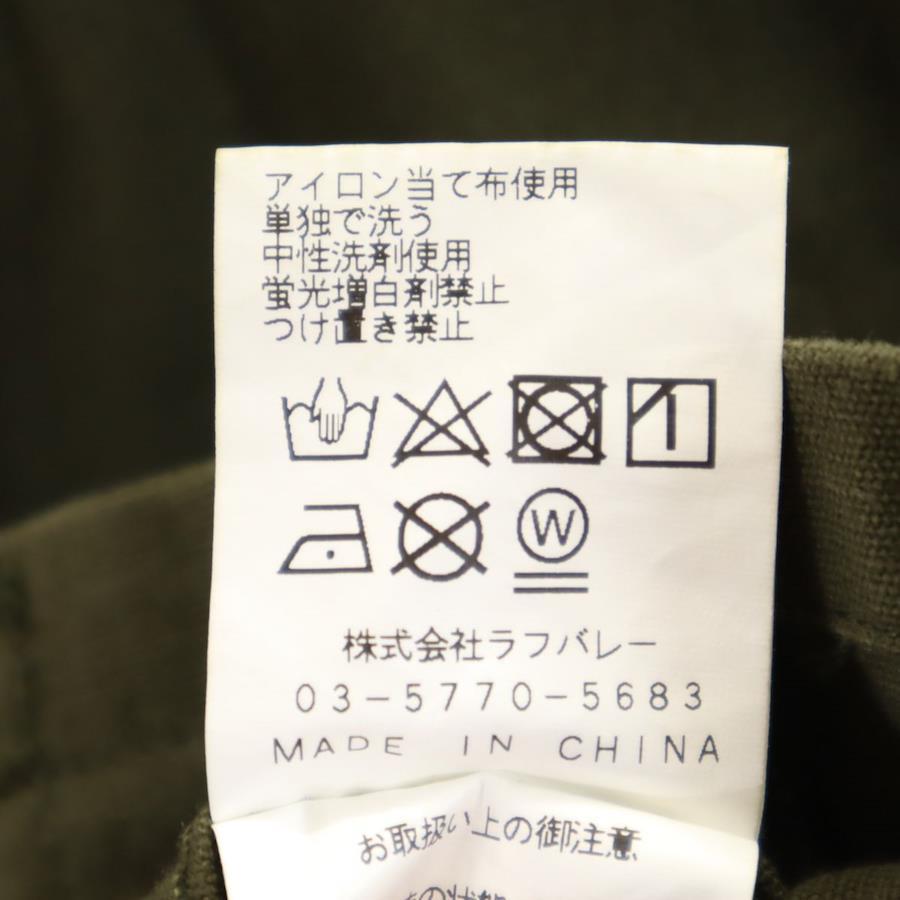 アイロン当て布使用
単独で洗う
中性洗剤使用
蛍光増白剤禁止
つけ置き禁止
W
株式会社ラフバレー
03-5770-5683
MADE IN CHINA
お取扱い上の御注意